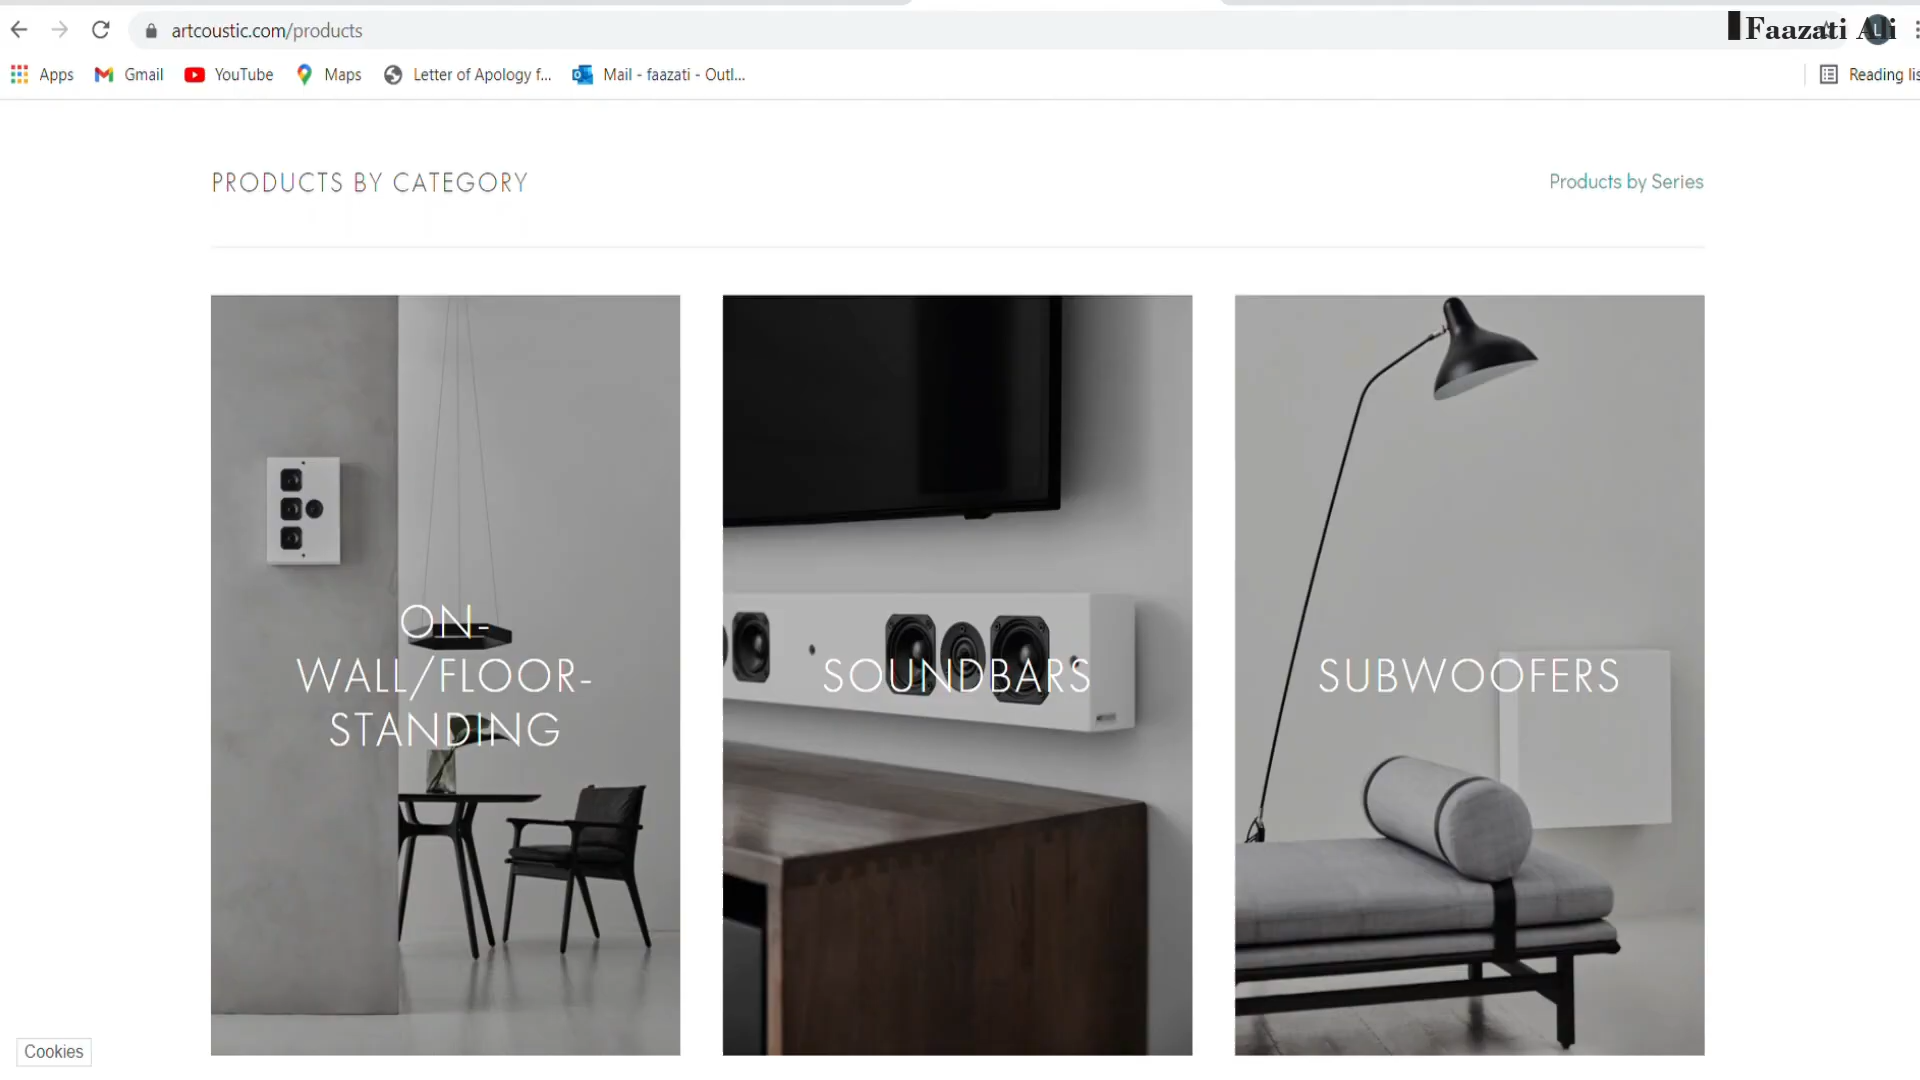 artcoustic.com/products
Faazati Ali
Apps
Gmail
YouTube
Maps
Letter of Apology f...
Mail - faazati - Outl...
Reading lis
PRODUCTS BY CATEGORY
Products by Series
ON-
WALL/FLOOR-
STANDING
SOUNDBARS
SUBWOOFERS
Cookies